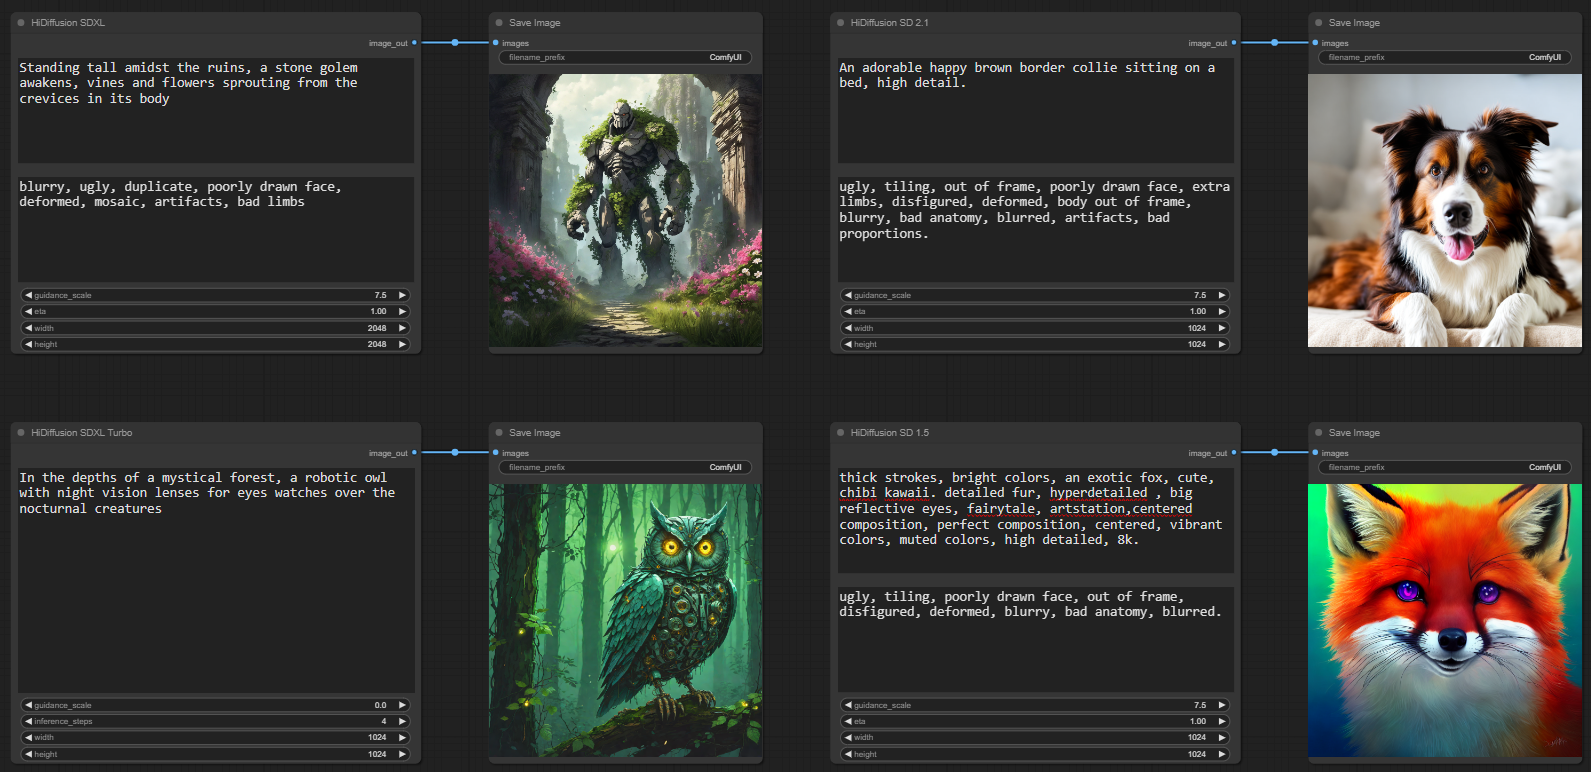 HiDiffusion SDXL
image_out
Standing tall amidst the ruins, a stone golem
awakens, vines and flowers sprouting from the
crevices in its body
blurry, ugly, duplicate, poorly drawn face,
deformed, mosaic, artifacts, bad limbs
guidance_scale 7.5
eta 1.00
width 2048
height 2048
Save Image
images
filename_prefix ComfyUI
HiDiffusion SD 2.1
image_out
An adorable happy brown border collie sitting on a
bed, high detail.
ugly, tiling, out of frame, poorly drawn face, extra
limbs, disfigured, deformed, body out of frame,
blurry, bad anatomy, blurred, artifacts, bad
proportions.
guidance_scale 7.5
eta 1.00
width 1024
height 1024
Save Image
images
filename_prefix ComfyUI
HiDiffusion SDXL Turbo
image_out
In the depths of a mystical forest, a robotic owl
with night vision lenses for eyes watches over the
nocturnal creatures
guidance_scale 0.0
inference_steps 4
width 1024
height 1024
Save Image
images
filename_prefix ComfyUI
HiDiffusion SD 1.5
image_out
thick strokes, bright colors, an exotic fox, cute,
chibi kawaii. detailed fur, hyperdetailed , big
reflective eyes, fairytale, artstation,centered
composition, perfect composition, centered, vibrant
colors, muted colors, high detailed, 8k.
ugly, tiling, poorly drawn face, out of frame,
disfigured, deformed, blurry, bad anatomy, blurred.
guidance_scale 7.5
eta 1.00
width 1024
height 1024
Save Image
images
filename_prefix ComfyUI